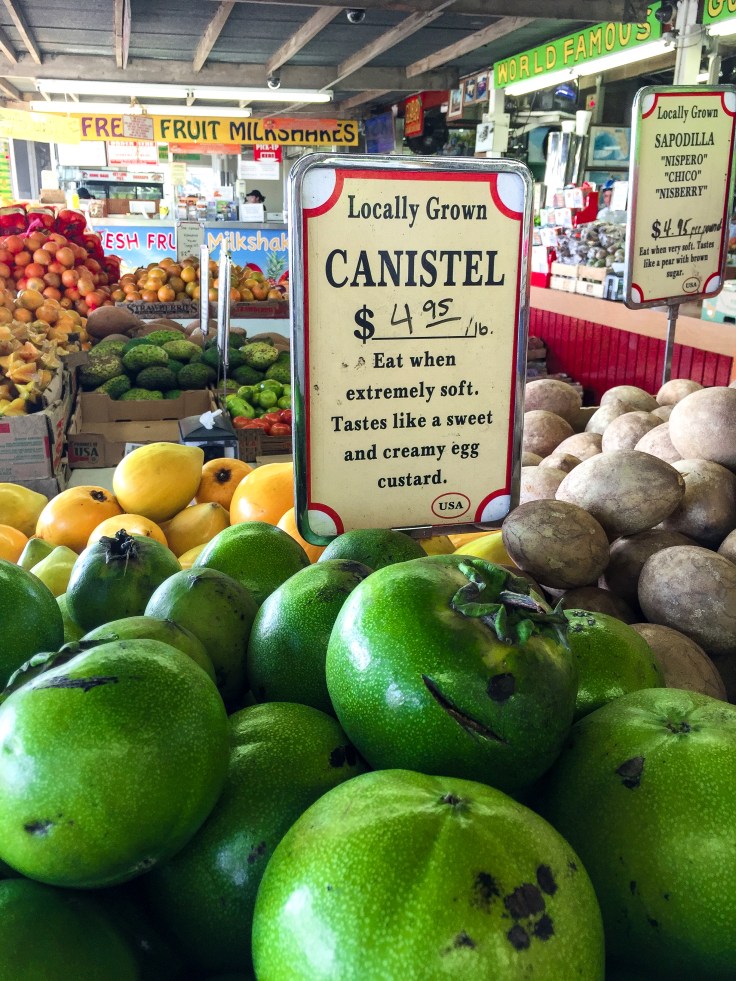 WORLD FAMOUS
FRUIT MILKSHAKES
Milkshak
STRAWBERRIES
USA
Locally Grown
CANISTEL
$ 4 95 /lb.
Eat when
extremely soft.
Tastes like a sweet
and creamy egg
custard.
USA
Locally Grown
SAPODILLA
"NISPERO"
"CHICO"
"NISBERRY"
$4.95 per pound
Eat when very soft. Tastes
like a pear with brown
sugar.
USA